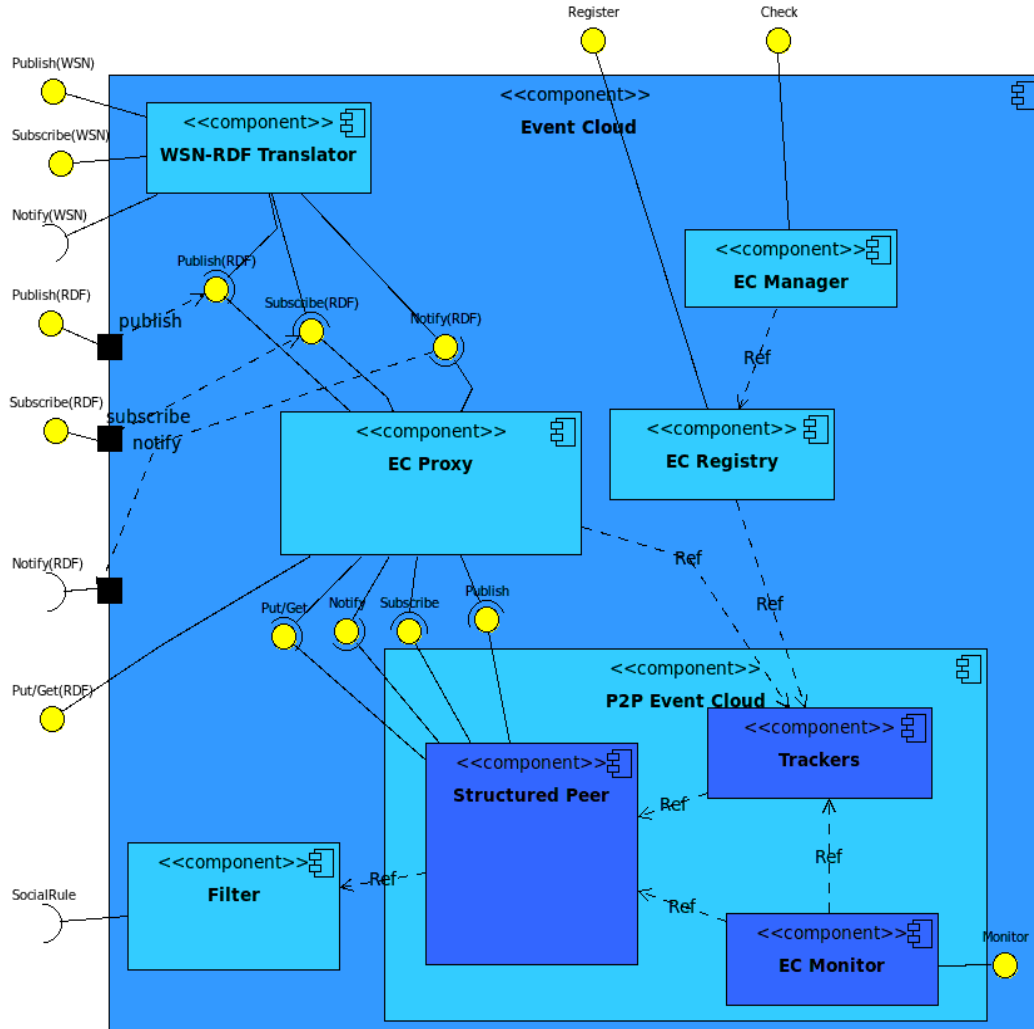 Register
Check
Publish(WSN)
<<component>>
Event Cloud
<<component>>
WSN-RDF Translator
Subscribe(WSN)
Notify(WSN)
<<component>>
EC Manager
Publish(RDF)
Publish(RDF)
publish
Subscribe(RDF)
Notify(RDF)
Ref
Subscribe(RDF)
subscribe
notify
<<component>>
EC Proxy
<<component>>
EC Registry
Notify(RDF)
Ref
Ref
Put/Get
Notify
Subscribe
Publish
Put/Get(RDF)
<<component>>
P2P Event Cloud
<<component>>
Trackers
<<component>>
Structured Peer
Ref
<<component>>
Filter
Ref
Ref
SocialRule
Ref
<<component>>
EC Monitor
Monitor